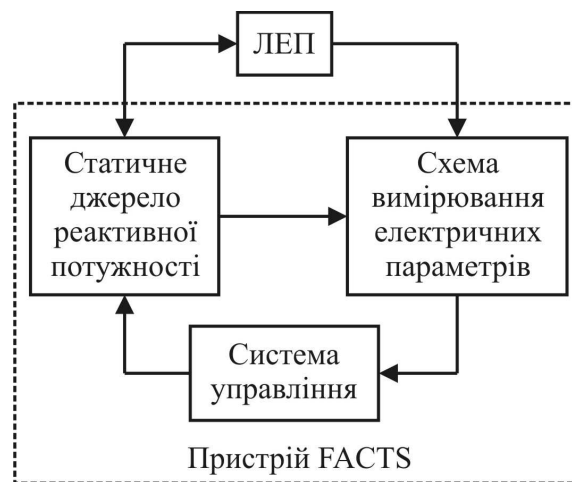 ЛЕП
Статичне
джерело
реактивної
потужності
Схема
вимірювання
електричних
параметрів
Система
управління
Пристрій FACTS